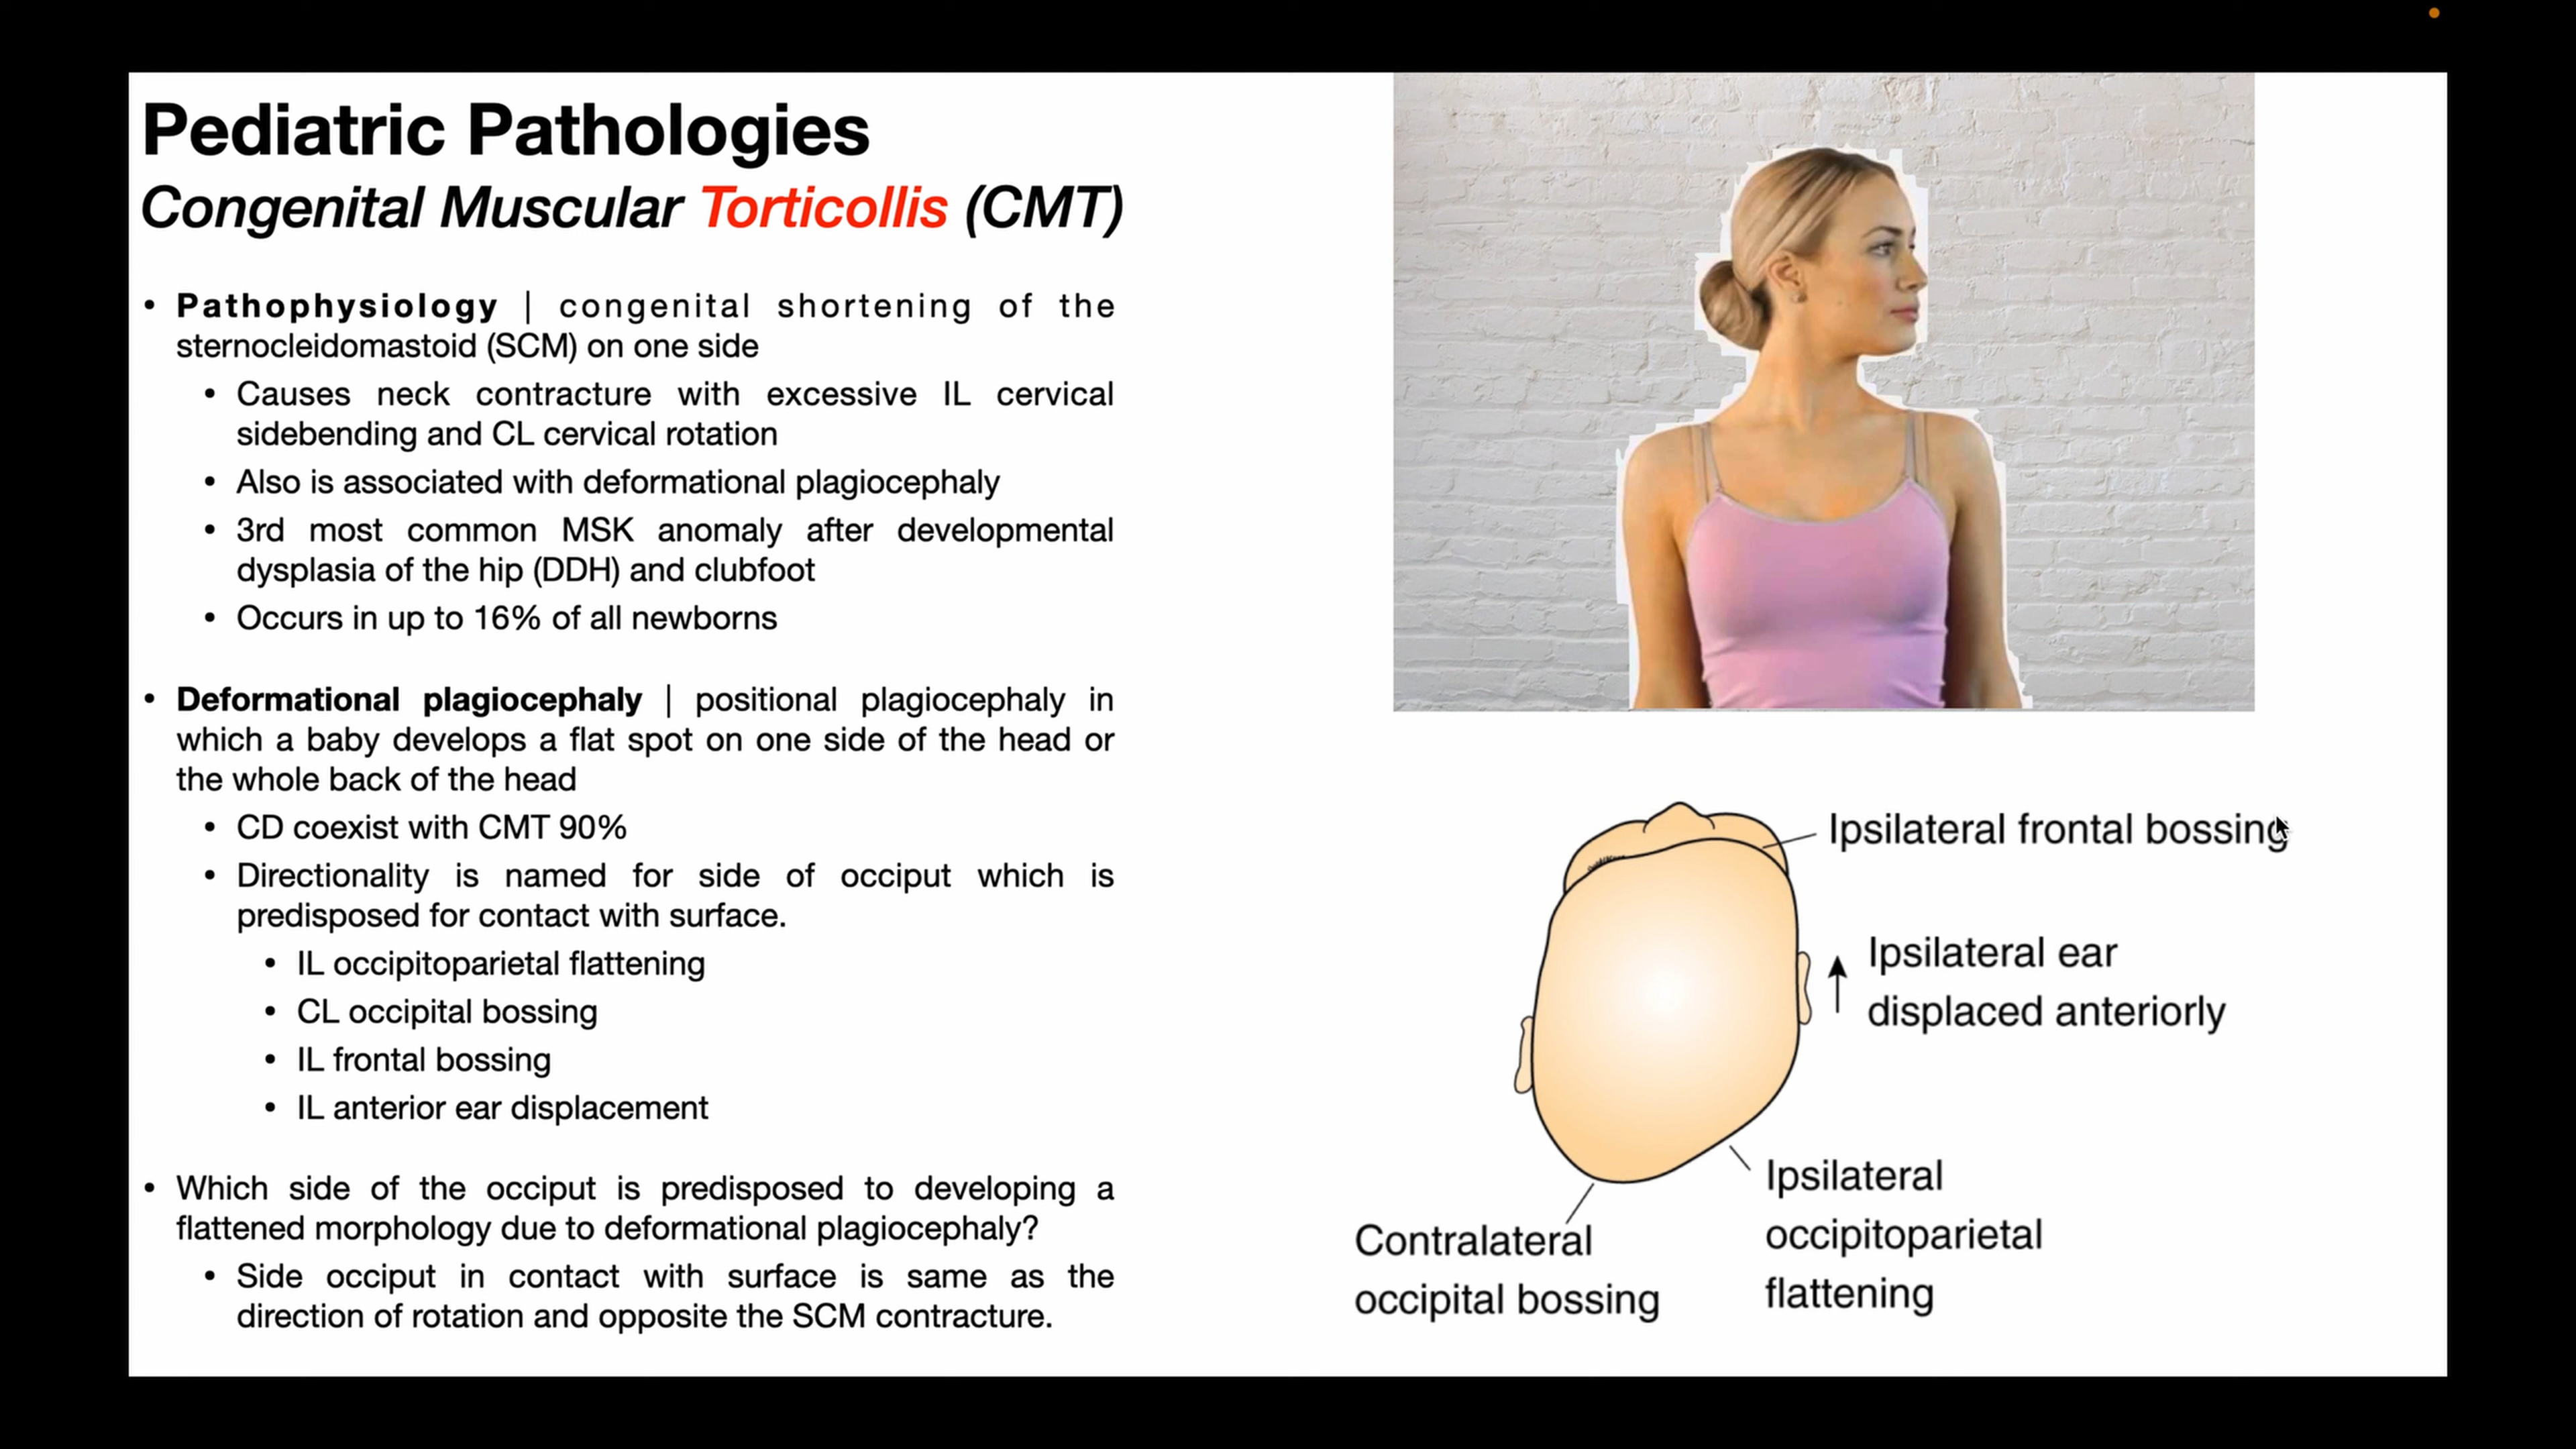 Pediatric Pathologies
Congenital Muscular Torticollis (CMT)
• Pathophysiology | congenital shortening of the
sternocleidomastoid (SCM) on one side
• Causes neck contracture with excessive IL cervical
sidebending and CL cervical rotation
• Also is associated with deformational plagiocephaly
• 3rd most common MSK anomaly after developmental
dysplasia of the hip (DDH) and clubfoot
• Occurs in up to 16% of all newborns
• Deformational plagiocephaly | positional plagiocephaly in
which a baby develops a flat spot on one side of the head or
the whole back of the head
• CD coexist with CMT 90%
• Directionality is named for side of occiput which is
predisposed for contact with surface.
• IL occipitoparietal flattening
• CL occipital bossing
• IL frontal bossing
• IL anterior ear displacement
• Which side of the occiput is predisposed to developing a
flattened morphology due to deformational plagiocephaly?
• Side occiput in contact with surface is same as the
direction of rotation and opposite the SCM contracture.
Ipsilateral frontal bossing
Ipsilateral ear
displaced anteriorly
Ipsilateral
occipitoparietal
flattening
Contralateral
occipital bossing